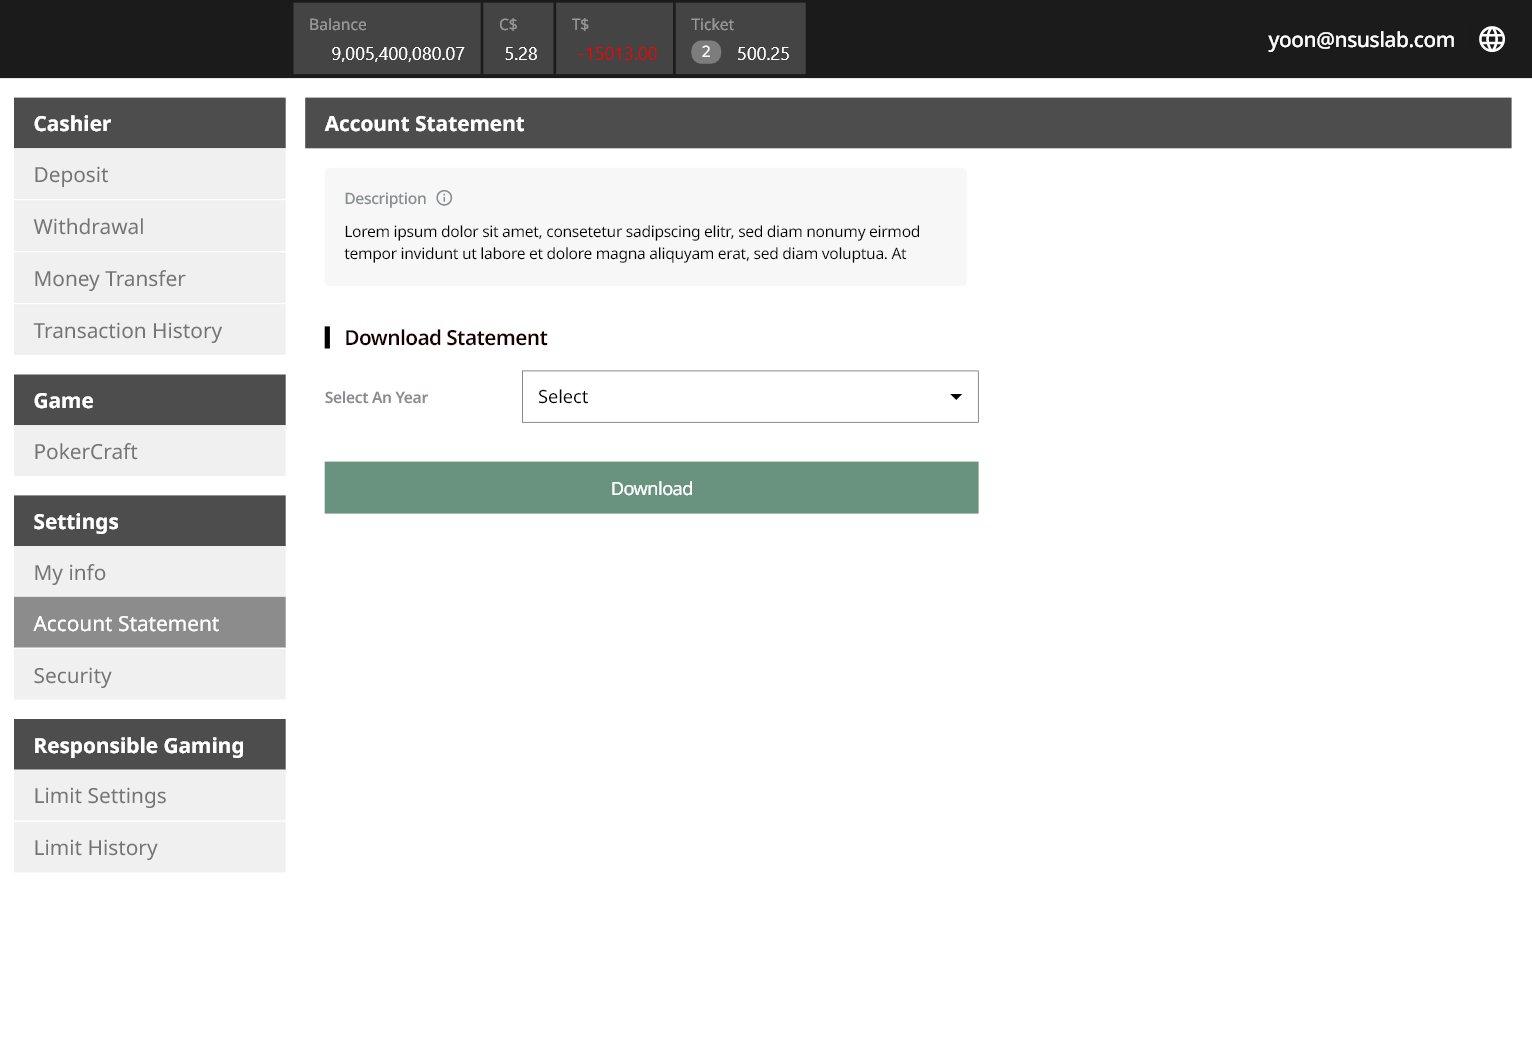 Balance
9,005,400,080.07
C$
5.28
T$
-15013.00
Ticket
2 500.25
yoon@nsuslab.com
Cashier
Deposit
Withdrawal
Money Transfer
Transaction History
Game
PokerCraft
Settings
My info
Account Statement
Security
Responsible Gaming
Limit Settings
Limit History
Account Statement
Description
Lorem ipsum dolor sit amet, consetetur sadipscing elitr, sed diam nonumy eirmod
tempor invidunt ut labore et dolore magna aliquyam erat, sed diam voluptua. At
Download Statement
Select An Year
Select
Download